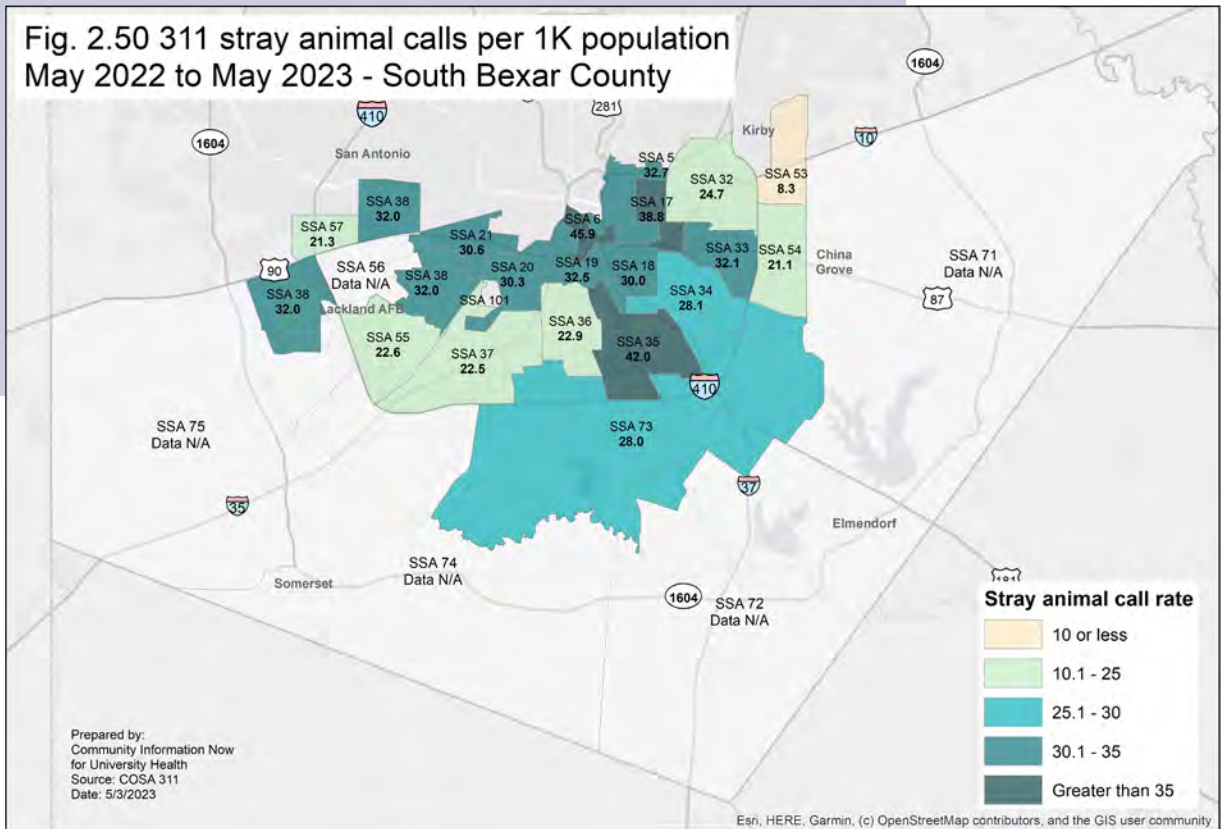 Fig. 2.50 311 stray animal calls per 1K population
May 2022 to May 2023 - South Bexar County
1604
410
281
1604
Kirby
10
San Antonio
SSA 5
32.7
SSA 32
24.7
SSA 53
8.3
SSA 38
32.0
SSA 17
38.8
SSA 57
21.3
SSA 6
45.9
SSA 21
30.6
SSA 33
32.1
SSA 54
21.1
China
Grove
SSA 71
Data N/A
90
SSA 56
Data N/A
SSA 38
32.0
SSA 20
30.3
SSA 19
32.5
SSA 18
30.0
SSA 38
32.0
ackland AFB
SSA 101
SSA 34
28.1
87
SSA 55
22.6
SSA 37
22.5
SSA 36
22.9
SSA 35
42.0
410
SSA 75
Data N/A
SSA 73
28.0
35
37
Elmendorf
SSA 74
Data N/A
Somerset
1604
SSA 72
Data N/A
Stray animal call rate
10 or less
10.1 - 25
25.1 - 30
30.1 - 35
Greater than 35
Prepared by:
Community Information Now
for University Health
Source: COSA 311
Date: 5/3/2023
Esri, HERE, Garmin, (c) OpenStreetMap contributors, and the GIS user community